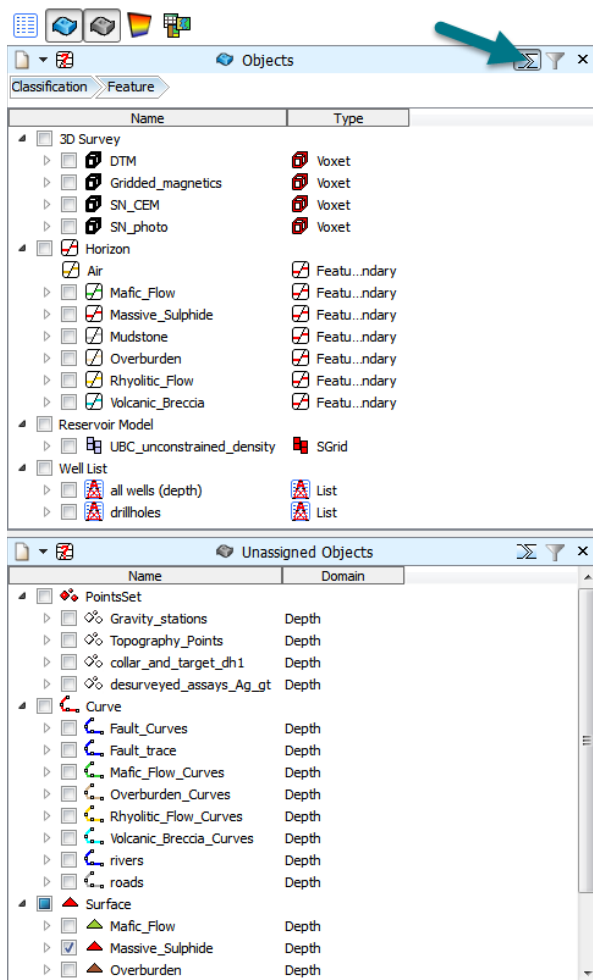 Objects
Classification Feature
Name Type
3D Survey
DTM Voxet
Gridded_magnetics Voxet
SN_CEM Voxet
SN_photo Voxet
Horizon
Air Featu...ndary
Mafic_Flow Featu...ndary
Massive_Sulphide Featu...ndary
Mudstone Featu...ndary
Overburden Featu...ndary
Rhyolitic_Flow Featu...ndary
Volcanic_Breccia Featu...ndary
Reservoir Model
UBC_unconstrained_density SGrid
Well List
all wells (depth) List
drillholes List
Unassigned Objects
Name Domain
PointsSet
Gravity_stations Depth
Topography_Points Depth
collar_and_target_dh1 Depth
desurveyed_assays_Ag_gt Depth
Curve
Fault_Curves Depth
Fault_trace Depth
Mafic_Flow_Curves Depth
Overburden_Curves Depth
Rhyolitic_Flow_Curves Depth
Volcanic_Breccia_Curves Depth
rivers Depth
roads Depth
Surface
Mafic_Flow Depth
Massive_Sulphide Depth
Overburden Depth